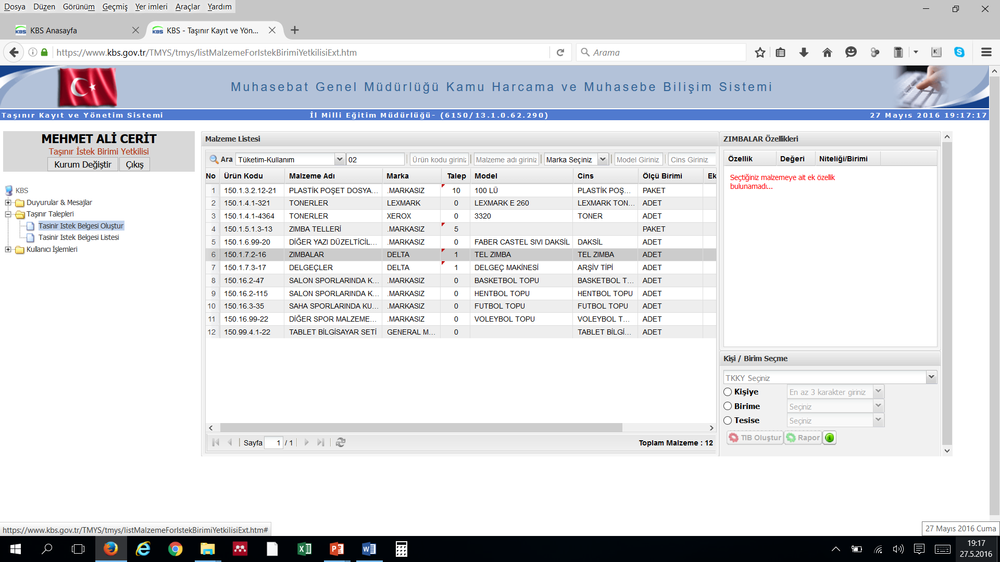 Dosya Düzen Görünüm Geçmiş Yer imleri Araçlar Yardım
KBS Anasayfa
KBS - Taşınır Kayıt ve Yön...
https://www.kbs.gov.tr/TMYS/tmys/listMalzemeForIstekBirimiYetkilisiExt.htm
Arama
Muhasebat Genel Müdürlüğü Kamu Harcama ve Muhasebe Bilişim Sistemi
Taşınır Kayıt ve Yönetim Sistemi İl Milli Eğitim Müdürlüğü- (6150/13.1.0.62.290) 27 Mayıs 2016 19:17:17
MEHMET ALİ CERİT
Taşınır İstek Birimi Yetkilisi
Kurum Değiştir Çıkış
KBS
Duyurular & Mesajlar
Taşınır Talepleri
Tasinir Istek Belgesi Oluştur
Tasinir Istek Belgesi Listesi
Kullanıcı İşlemleri
Malzeme Listesi
Ara Tüketim-Kullanım 02 Ürün kodu giriniz Malzeme adı giriniz Marka Seçiniz Model Giriniz Cins Giriniz
No Ürün Kodu Malzeme Adı Marka Talep Model Cins Ölçü Birimi Ek
1 150.1.3.2.12-21 PLASTİK POŞET DOSYA... .MARKASIZ 10 100 LÜ PLASTİK POŞ... PAKET
2 150.1.4.1-321 TONERLER LEXMARK 0 LEXMARK E 260 LEXMARK TON... ADET
3 150.1.4.1-4364 TONERLER XEROX 0 3320 TONER ADET
4 150.1.5.1.3-13 ZIMBA TELLERİ .MARKASIZ 5 PAKET
5 150.1.6.99-20 DİĞER YAZI DÜZELTİCİL... .MARKASIZ 0 FABER CASTEL SIVI DAKSİL DAKSİL ADET
6 150.1.7.2-16 ZIMBALAR DELTA 1 TEL ZIMBA TEL ZIMBA ADET
7 150.1.7.3-17 DELGEÇLER DELTA 1 DELGEÇ MAKİNESİ ARŞİV TİPİ ADET
8 150.16.2-47 SALON SPORLARINDA K... .MARKASIZ 0 BASKETBOL TOPU BASKETBOL T... ADET
9 150.16.2-115 SALON SPORLARINDA K... .MARKASIZ 0 HENTBOL TOPU HENTBOL TOPU ADET
10 150.16.3-35 SAHA SPORLARINDA KU... .MARKASIZ 0 FUTBOL TOPU FUTBOL TOPU ADET
11 150.16.99-22 DİĞER SPOR MALZEME... .MARKASIZ 0 VOLEYBOL TOPU VOLEYBOL T... ADET
12 150.99.4.1-22 TABLET BİLGİSAYAR SETİ GENERAL M... 0 TABLET BİLGİ... ADET
Sayfa 1 / 1 Toplam Malzeme : 12
ZIMBALAR Özellikleri
Özellik Değeri Niteliği/Birimi
Seçtiğiniz malzemeye ait ek özellik
bulunamadı...
Kişi / Birim Seçme
TKKY Seçiniz
Kişiye En az 3 karakter giriniz
Birime Seçiniz
Tesise Seçiniz
TIB Oluştur Rapor
https://www.kbs.gov.tr/TMYS/tmys/listMalzemeForIstekBirimiYetkilisiExt.htm#
27 Mayıs 2016 Cuma
19:17
27.5.2016